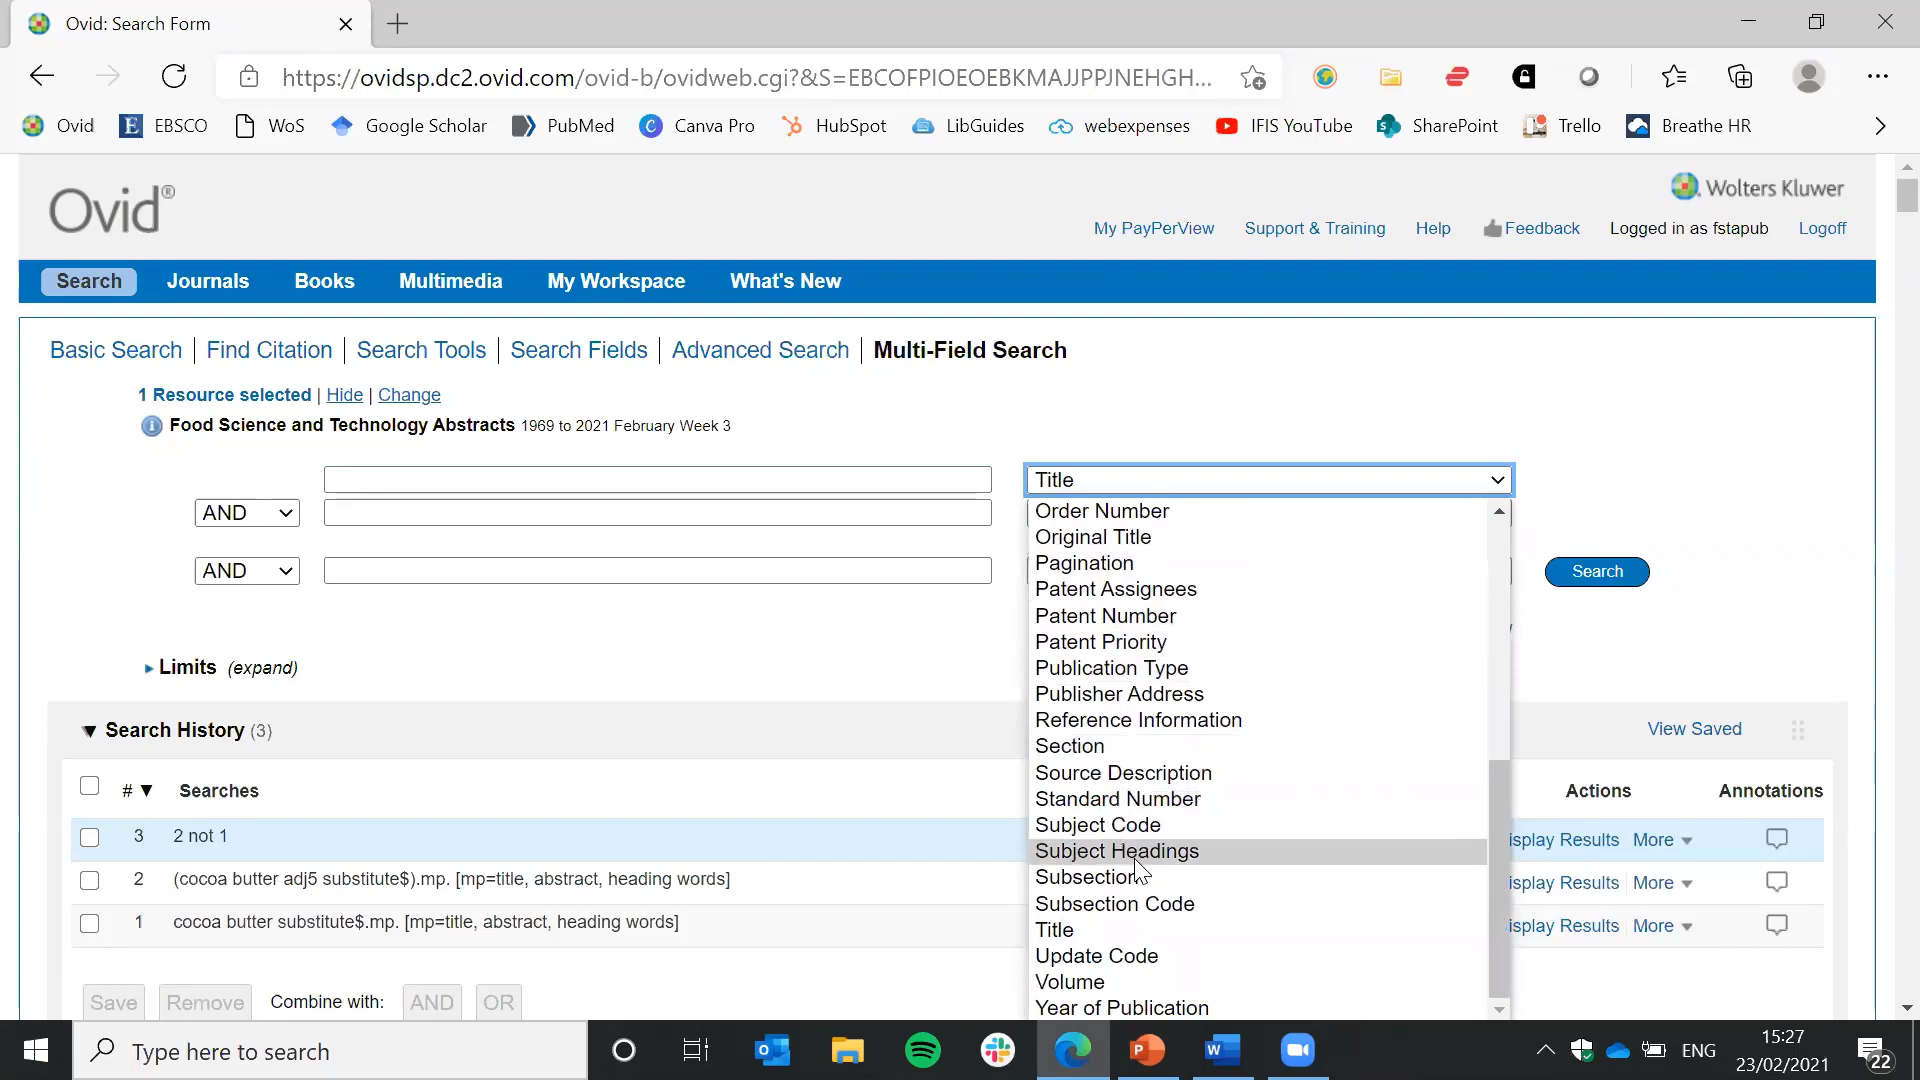 Ovid: Search Form
https://ovidsp.dc2.ovid.com/ovid-b/ovidweb.cgi?&S=EBCOFPIOEOEBKMAJJPPJNEHGH...
Ovid EBSCO WoS Google Scholar PubMed Canva Pro HubSpot LibGuides webexpenses IFIS YouTube SharePoint Trello Breathe HR
Ovid®
Wolters Kluwer
My PayPerView Support & Training Help Feedback Logged in as fstapub Logoff
Search Journals Books Multimedia My Workspace What's New
Basic Search | Find Citation | Search Tools | Search Fields | Advanced Search | Multi-Field Search
1 Resource selected | Hide | Change
Food Science and Technology Abstracts 1969 to 2021 February Week 3
Title
AND
AND
Search
Order Number
Original Title
Pagination
Patent Assignees
Patent Number
Patent Priority
Publication Type
Publisher Address
Reference Information
Section
Source Description
Standard Number
Subject Code
Subject Headings
Subsection
Subsection Code
Title
Update Code
Volume
Year of Publication
Limits (expand)
Search History (3)
View Saved
# ▼ Searches Actions Annotations
3 2 not 1 isplay Results More
2 (cocoa butter adj5 substitute$).mp. [mp=title, abstract, heading words] isplay Results More
1 cocoa butter substitute$.mp. [mp=title, abstract, heading words] isplay Results More
Save Remove Combine with: AND OR
Type here to search
ENG
15:27
23/02/2021
22